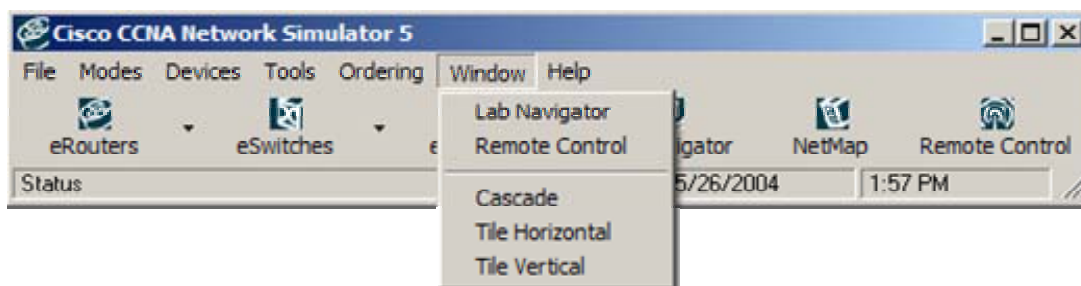 Cisco CCNA Network Simulator 5
File Modes Devices Tools Ordering Window Help
Lab Navigator
Remote Control
eRouters eSwitches NetMap Remote Control
Status 5/26/2004 1:57 PM
Cascade
Tile Horizontal
Tile Vertical